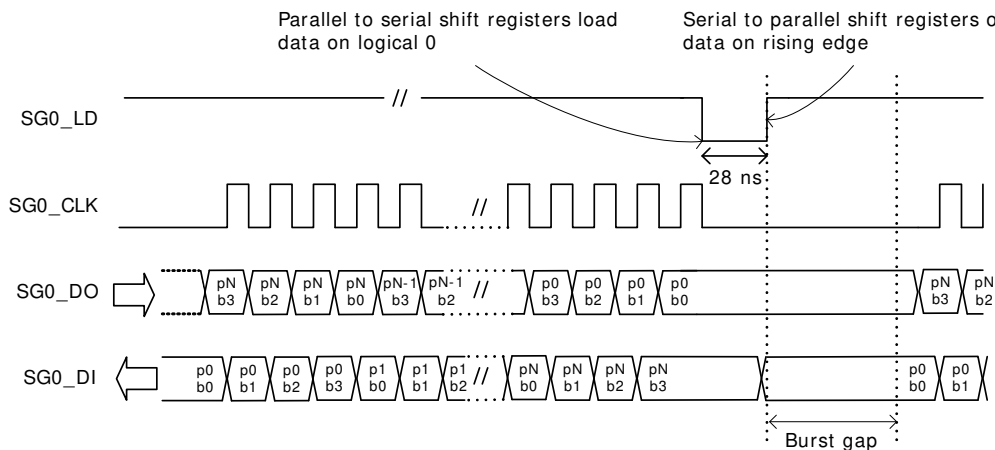 Parallel to serial shift registers load
data on logical 0
Serial to parallel shift registers o
data on rising edge
//
SG0_LD
28 ns
SG0_CLK
//
SG0_DO
pN b3 pN b2 pN b1 pN b0 pN-1 b3 pN-1 b2 // p0 b3 p0 b2 p0 b1 p0 b0 pN b3 pN b2
SG0_DI
p0 b0 p0 b1 p0 b2 p0 b3 p1 b0 p1 b1 p1 b2 // pN b0 pN b1 pN b2 pN b3 p0 b0 p0 b1
Burst gap